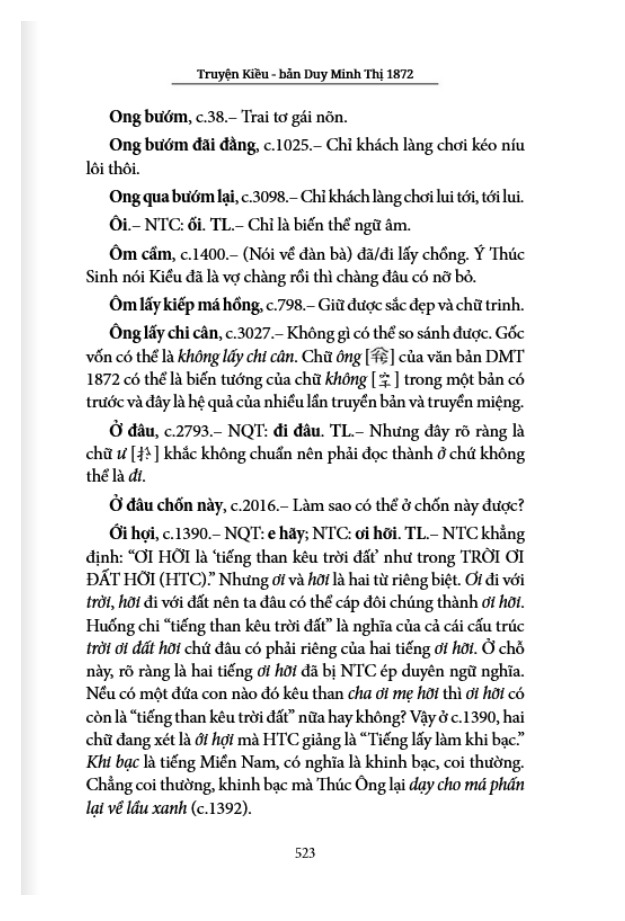 Truyện Kiều - bản Duy Minh Thị 1872
Ong bướm, c.38.– Trai tơ gái nõn.
Ong bướm đãi đằng, c.1025.– Chỉ khách làng chơi kéo níu
lôi thôi.
Ong qua bướm lại, c.3098.– Chỉ khách làng chơi lui tới, tới lui.
Ôi.– NTC: ối. TL.– Chỉ là biến thể ngữ âm.
Ôm cầm, c.1400.– (Nói về đàn bà) đã/đi lấy chồng. Ý Thúc
Sinh nói Kiều đã là vợ chàng rồi thì chàng đâu có nỡ bỏ.
Ôm lấy kiếp má hồng, c.798.– Giữ được sắc đẹp và chữ trinh.
Ông lấy chi cân, c.3027.– Không gì có thể so sánh được. Gốc
vốn có thể là không lấy chi cân. Chữ ông [] của văn bản DMT
1872 có thể là biến tướng của chữ không [] trong một bản có
trước và đây là hệ quả của nhiều lần truyền bản và truyền miệng.
Ở đâu, c.2793.– NQT: đi đâu. TL.– Nhưng đây rõ ràng là
chữ ư [] khắc không chuẩn nên phải đọc thành ở chứ không
thể là đi.
Ở đâu chốn này, c.2016.– Làm sao có thể ở chốn này được?
Ới hợi, c.1390.– NQT: e hãy; NTC: ơi hỡi. TL.– NTC khẳng
định: “ƠI HỠI là ‘tiếng than kêu trời đất’ như trong TRỜI ƠI
ĐẤT HỠI (HTC).” Nhưng ơi và hỡi là hai từ riêng biệt. Ơi đi với
trời, hỡi đi với đất nên ta đâu có thể cáp đôi chúng thành ơi hỡi.
Huống chi “tiếng than kêu trời đất” là nghĩa của cả cái cấu trúc
trời ơi đất hỡi chứ đâu có phải riêng của hai tiếng ơi hỡi. Ở chỗ
này, rõ ràng là hai tiếng ơi hỡi đã bị NTC ép duyên ngữ nghĩa.
Nếu có một đứa con nào đó kêu than cha ơi mẹ hỡi thì ơi hỡi có
còn là “tiếng than kêu trời đất” nữa hay không? Vậy ở c.1390, hai
chữ đang xét là ới hợi mà HTC giảng là “Tiếng lấy làm khi bạc.”
Khi bạc là tiếng Miền Nam, có nghĩa là khinh bạc, coi thường.
Chẳng coi thường, khinh bạc mà Thúc Ông lại dạy cho má phấn
lại về lầu xanh (c.1392).
523